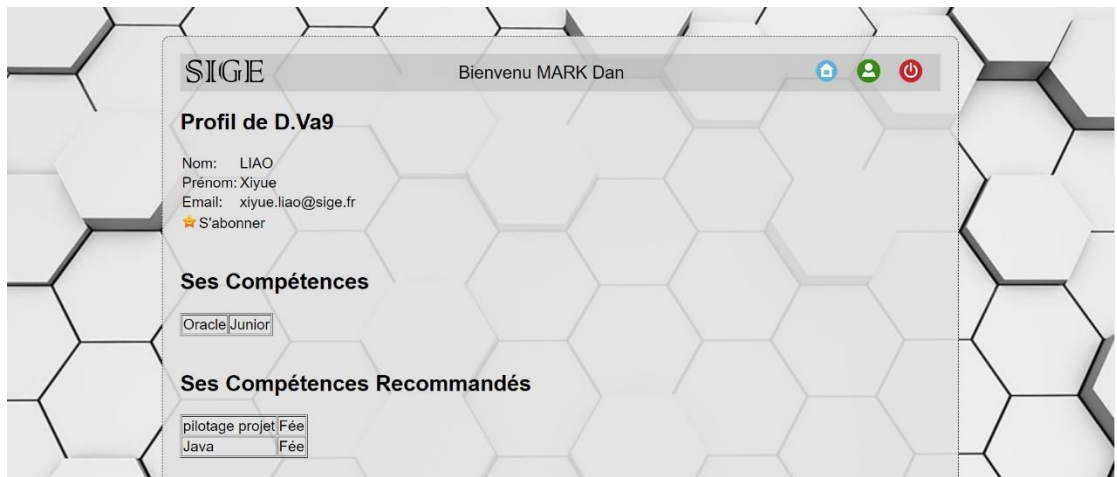 SIGE
Bienvenu MARK Dan
Profil de D.Va9
Nom: LIAO
Prénom: Xiyue
Email: xiyue.liao@sige.fr
S'abonner
Ses Compétences
Oracle Junior
Ses Compétences Recommandés
pilotage projet Fée
Java Fée